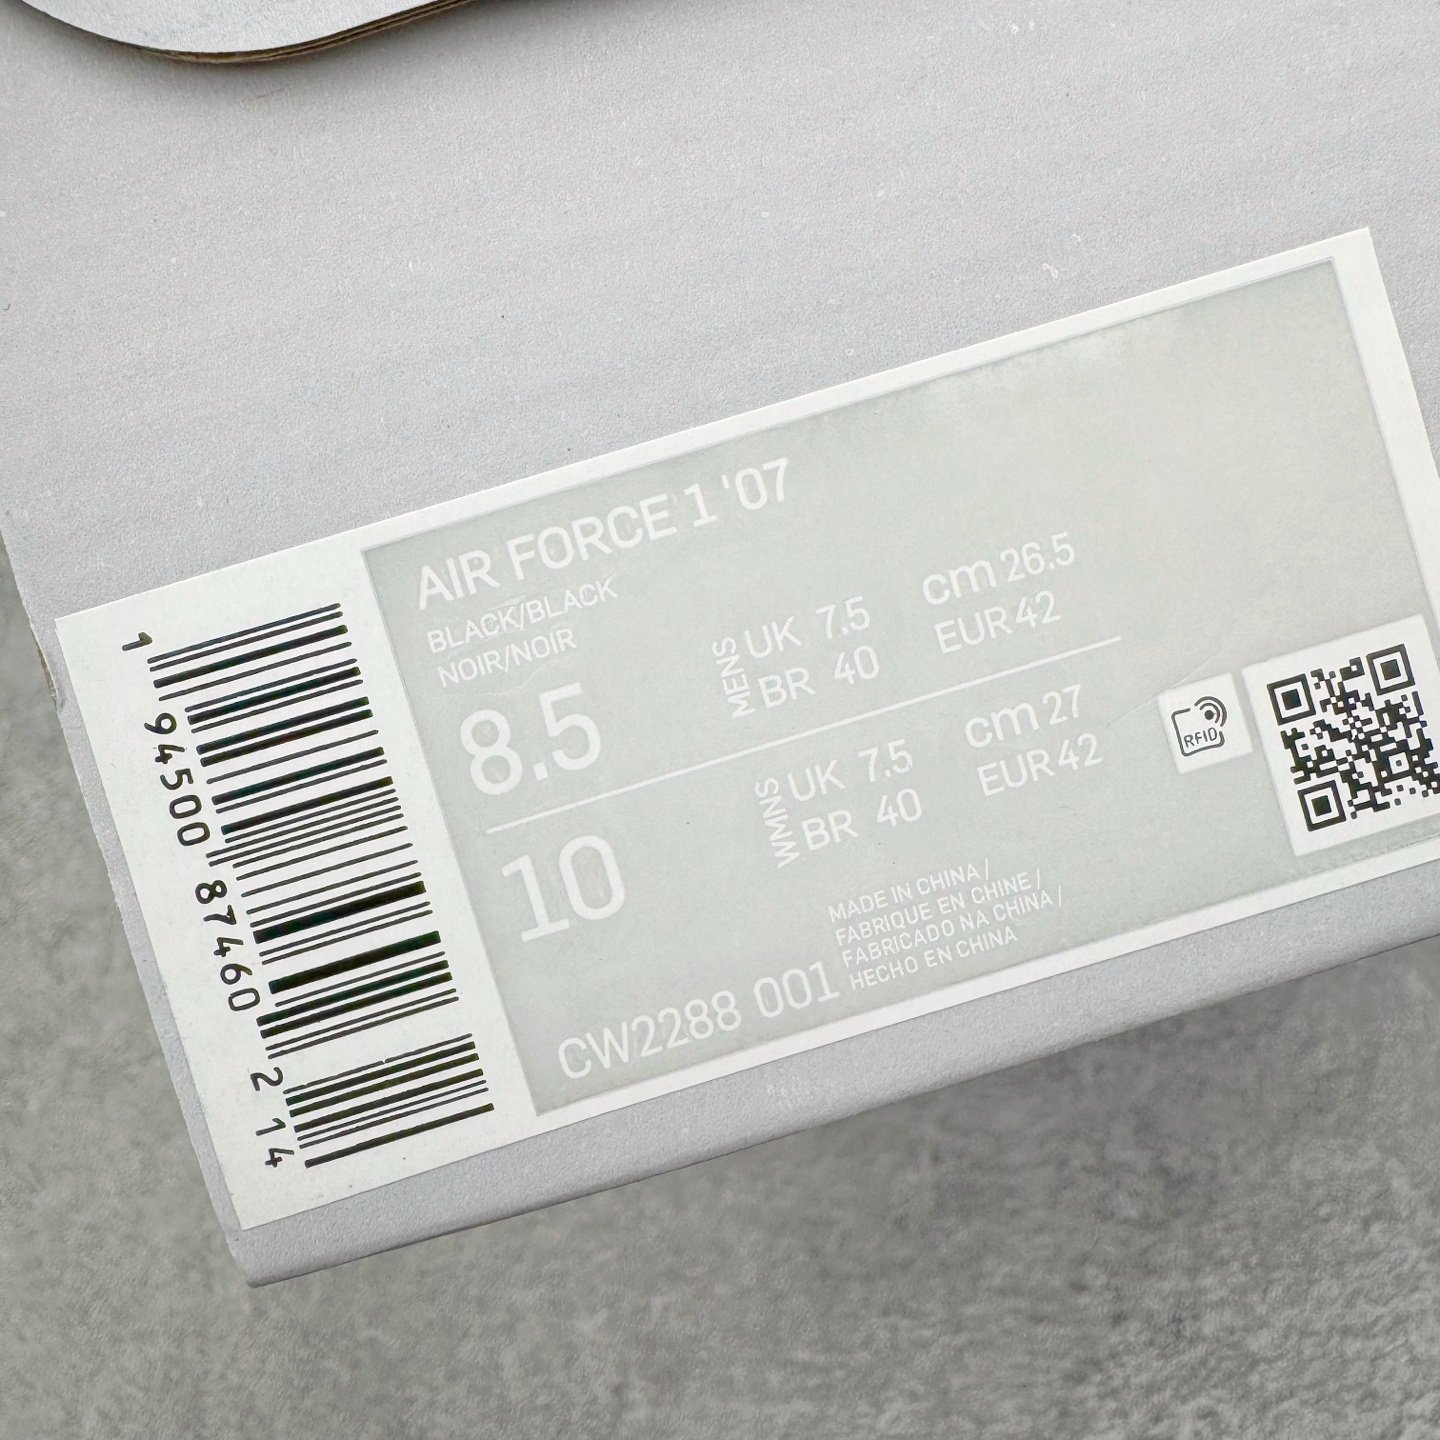 AIR FORCE 1 '07
BLACK/BLACK
NOIR/NOIR
8.5
MENS
UK 7.5
cm 26.5
BR 40
EUR 42
10
WMNS
UK 7.5
cm 27
BR 40
EUR 42
CW2288 001
MADE IN CHINA /
FABRIQUE EN CHINE /
FABRICADO NA CHINA /
HECHO EN CHINA
RFID
1 94500 87460 2 14